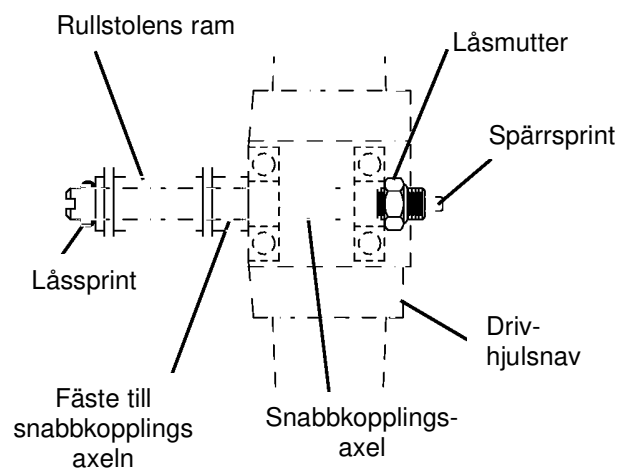 Rullstolens ram
Låsmutter
Spärrsprint
Låssprint
Driv-
hjulsnav
Fäste till
snabbkopplings
axeln
Snabbkopplings-
axel